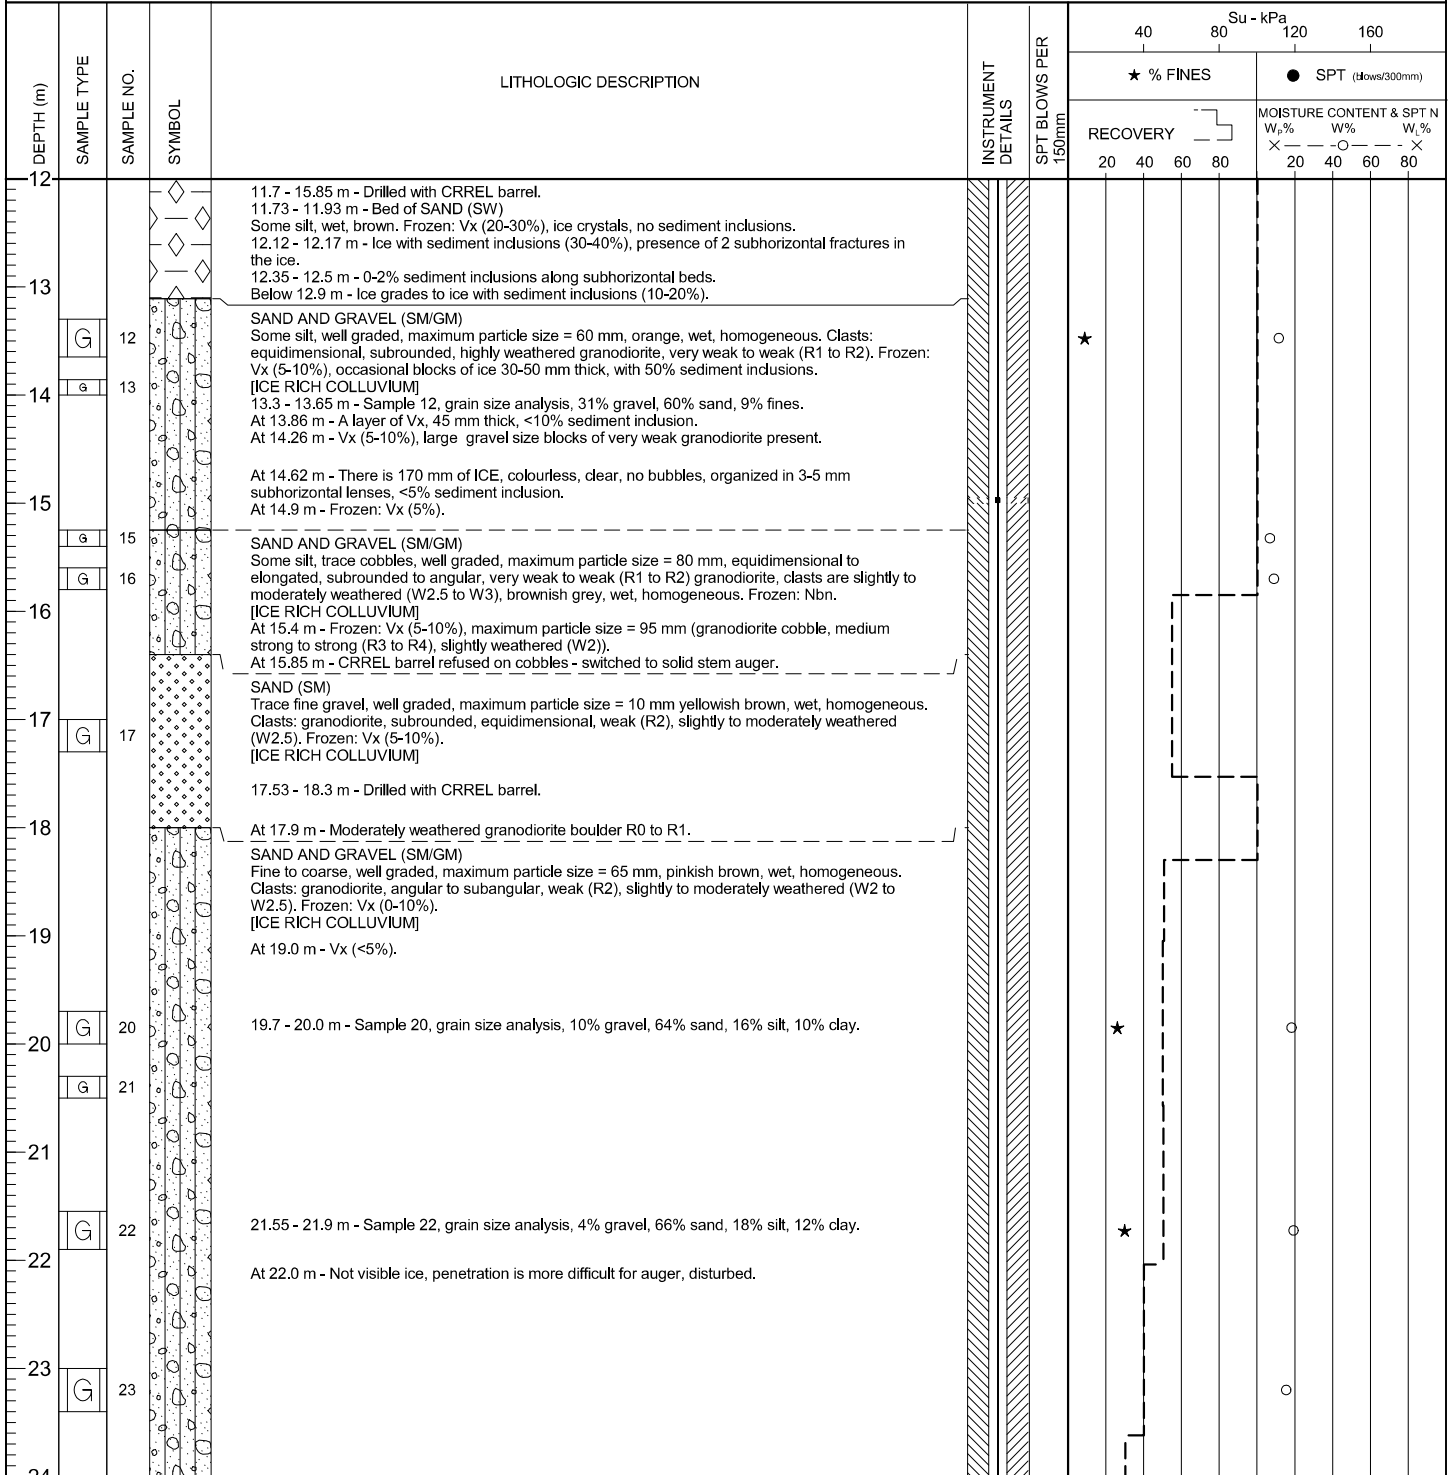 Su - kPa
40 80 120 160
★ % FINES
● SPT (blows/300mm)
RECOVERY
MOISTURE CONTENT & SPT N
WP% W% WL%
20 40 60 80 20 40 60 80
DEPTH (m)
SAMPLE TYPE
SAMPLE NO.
SYMBOL
LITHOLOGIC DESCRIPTION
INSTRUMENT
DETAILS
SPT BLOWS PER
150mm
12
11.7 - 15.85 m - Drilled with CRREL barrel.
11.73 - 11.93 m - Bed of SAND (SW)
Some silt, wet, brown. Frozen: Vx (20-30%), ice crystals, no sediment inclusions.
12.12 - 12.17 m - Ice with sediment inclusions (30-40%), presence of 2 subhorizontal fractures in
the ice.
12.35 - 12.5 m - 0-2% sediment inclusions along subhorizontal beds.
13
Below 12.9 m - Ice grades to ice with sediment inclusions (10-20%).
SAND AND GRAVEL (SM/GM)
Some silt, well graded, maximum particle size = 60 mm, orange, wet, homogeneous. Clasts:
G 12
equidimensional, subrounded, highly weathered granodiorite, very weak to weak (R1 to R2). Frozen:
Vx (5-10%), occasional blocks of ice 30-50 mm thick, with 50% sediment inclusions.
G 13
[ICE RICH COLLUVIUM]
14
13.3 - 13.65 m - Sample 12, grain size analysis, 31% gravel, 60% sand, 9% fines.
At 13.86 m - A layer of Vx, 45 mm thick, <10% sediment inclusion.
At 14.26 m - Vx (5-10%), large gravel size blocks of very weak granodiorite present.
At 14.62 m - There is 170 mm of ICE, colourless, clear, no bubbles, organized in 3-5 mm
subhorizontal lenses, <5% sediment inclusion.
15
At 14.9 m - Frozen: Vx (5%).
G 15
SAND AND GRAVEL (SM/GM)
Some silt, trace cobbles, well graded, maximum particle size = 80 mm, equidimensional to
G 16
elongated, subrounded to angular, very weak to weak (R1 to R2) granodiorite, clasts are slightly to
moderately weathered (W2.5 to W3), brownish grey, wet, homogeneous. Frozen: Nbn.
16
[ICE RICH COLLUVIUM]
At 15.4 m - Frozen: Vx (5-10%), maximum particle size = 95 mm (granodiorite cobble, medium
strong to strong (R3 to R4), slightly weathered (W2)).
At 15.85 m - CRREL barrel refused on cobbles - switched to solid stem auger.
SAND (SM)
17
Trace fine gravel, well graded, maximum particle size = 10 mm yellowish brown, wet, homogeneous.
G 17
Clasts: granodiorite, subrounded, equidimensional, weak (R2), slightly to moderately weathered
(W2.5). Frozen: Vx (5-10%).
[ICE RICH COLLUVIUM]
17.53 - 18.3 m - Drilled with CRREL barrel.
18
At 17.9 m - Moderately weathered granodiorite boulder R0 to R1.
SAND AND GRAVEL (SM/GM)
Fine to coarse, well graded, maximum particle size = 65 mm, pinkish brown, wet, homogeneous.
Clasts: granodiorite, angular to subangular, weak (R2), slightly to moderately weathered (W2 to
W2.5). Frozen: Vx (0-10%).
[ICE RICH COLLUVIUM]
19
At 19.0 m - Vx (<5%).
G 20
19.7 - 20.0 m - Sample 20, grain size analysis, 10% gravel, 64% sand, 16% silt, 10% clay.
20
G 21
21
G 22
21.55 - 21.9 m - Sample 22, grain size analysis, 4% gravel, 66% sand, 18% silt, 12% clay.
22
At 22.0 m - Not visible ice, penetration is more difficult for auger, disturbed.
23
G 23
24